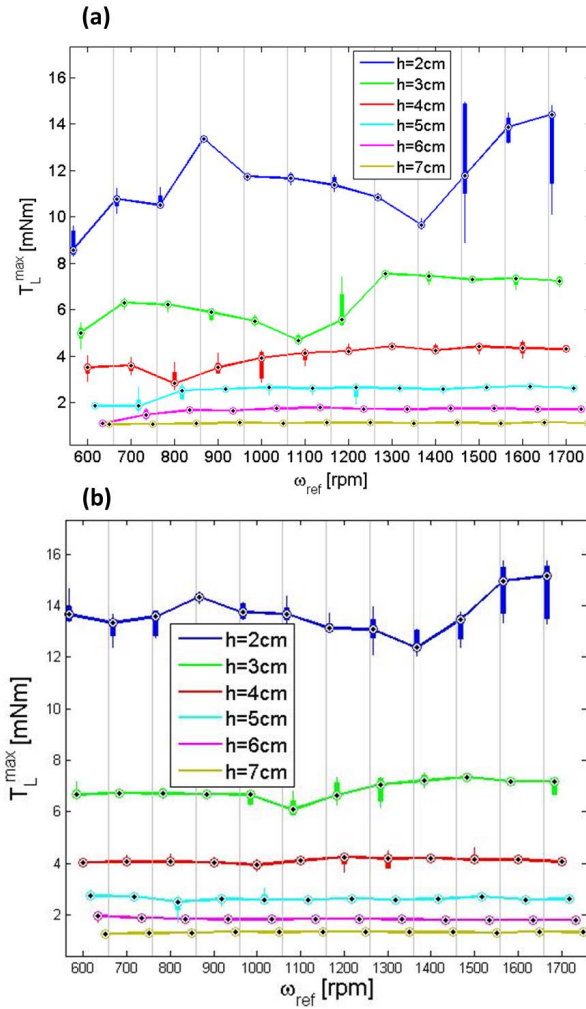 (a)
16
14
12
10
8
6
4
2
T_L^max [mNm]
h=2cm
h=3cm
h=4cm
h=5cm
h=6cm
h=7cm
600 700 800 900 1000 1100 1200 1300 1400 1500 1600 1700
ω_ref [rpm]
(b)
16
14
12
10
8
6
4
2
T_L^max [mNm]
h=2cm
h=3cm
h=4cm
h=5cm
h=6cm
h=7cm
600 700 800 900 1000 1100 1200 1300 1400 1500 1600 1700
ω_ref [rpm]